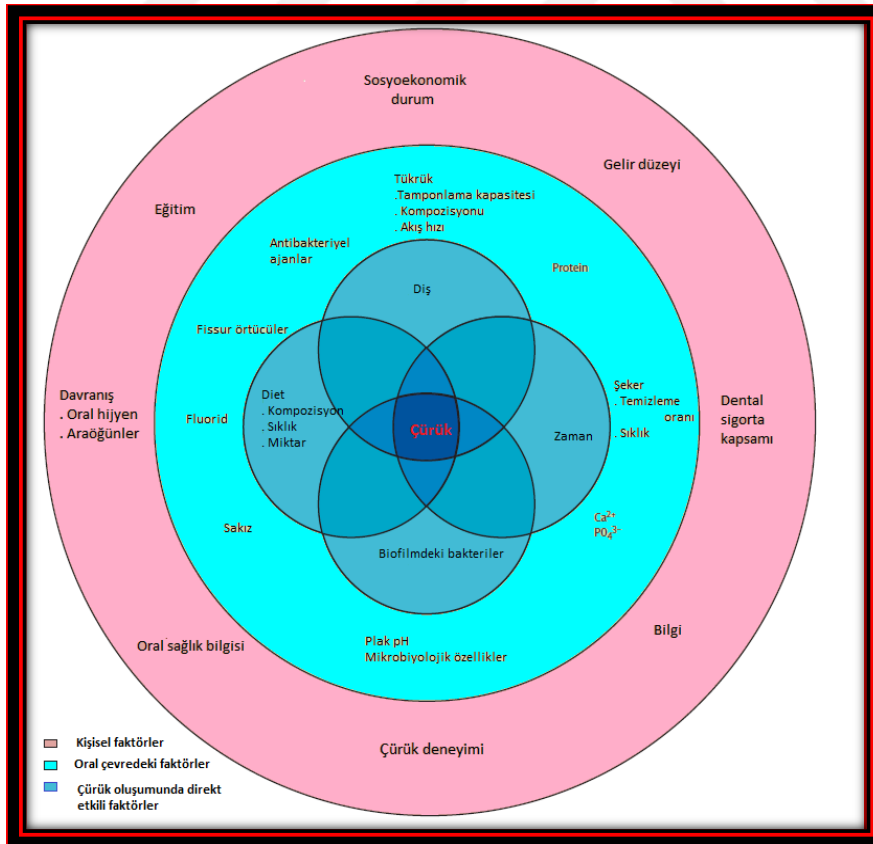 Sosyoekonomik
durum
Gelir düzeyi
Eğitim
Tükrük
.Tamponlama kapasitesi
. Kompozisyonu
. Akış hızı
Antibakteriyel
ajanlar
Protein
Diş
Fissur örtücüler
Davranış
. Oral hijyen
. Araöğünler
Fluorid
Diet
. Kompozisyon
. Sıklık
. Miktar
Çürük
Zaman
Şeker
. Temizleme
oranı
. Sıklık
Dental
sigorta
kapsamı
Sakız
Ca²⁺
P0₄³⁻
Biofilmdeki bakteriler
Plak pH
Mikrobiyolojik özellikler
Bilgi
Oral sağlık bilgisi
Çürük deneyimi
Kişisel faktörler
Oral çevredeki faktörler
Çürük oluşumunda direkt
etkili faktörler